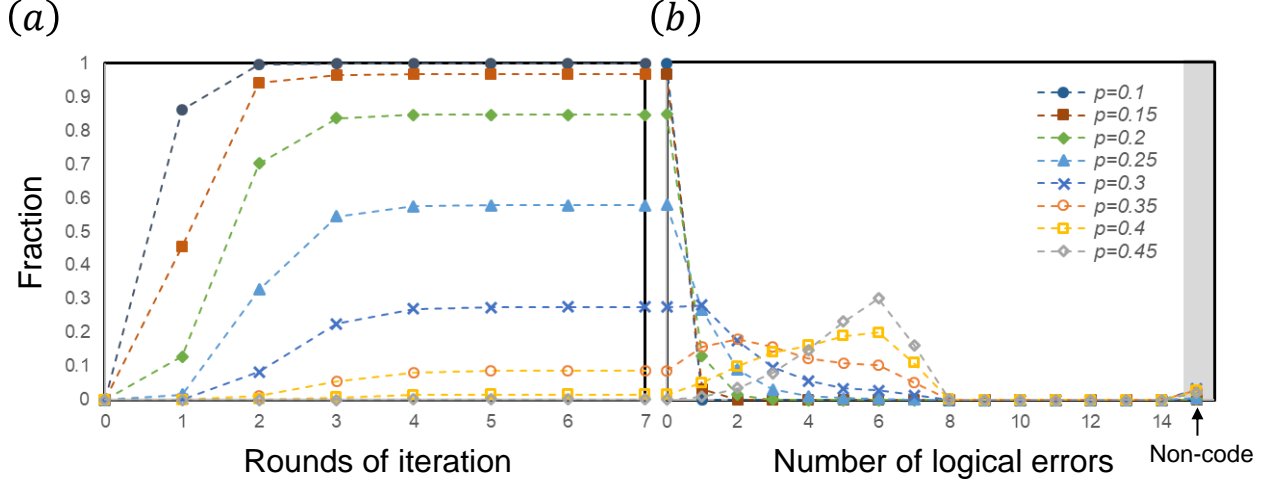 (a)
(b)
1
0.9
0.8
0.7
0.6
0.5
0.4
0.3
0.2
0.1
0
Fraction
0 1 2 3 4 5 6 7
Rounds of iteration
p=0.1
p=0.15
p=0.2
p=0.25
p=0.3
p=0.35
p=0.4
p=0.45
0 2 4 6 8 10 12 14
Number of logical errors
Non-code